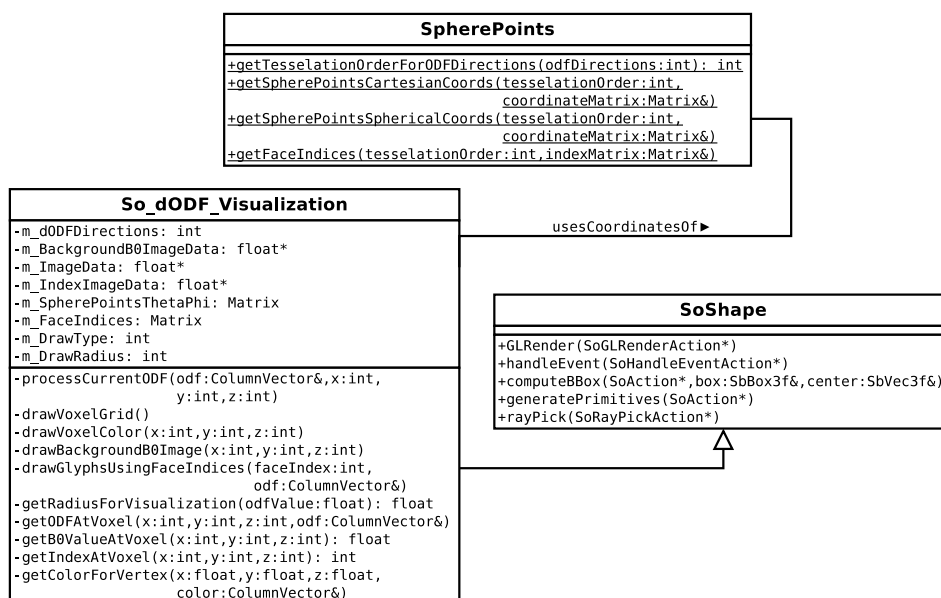 SpherePoints
+getTesselationOrderForODFDirections(odfDirections:int): int
+getSpherePointsCartesianCoords(tesselationOrder:int,
coordinateMatrix:Matrix&)
+getSpherePointsSphericalCoords(tesselationOrder:int,
coordinateMatrix:Matrix&)
+getFaceIndices(tesselationOrder:int,indexMatrix:Matrix&)
So_dODF_Visualization
-m_dODFDirections: int
-m_BackgroundB0ImageData: float*
-m_ImageData: float*
-m_IndexImageData: float*
-m_SpherePointsThetaPhi: Matrix
-m_FaceIndices: Matrix
-m_DrawType: int
-m_DrawRadius: int
-processCurrentODF(odf:ColumnVector&,x:int,
y:int,z:int)
-drawVoxelGrid()
-drawVoxelColor(x:int,y:int,z:int)
-drawBackgroundB0Image(x:int,y:int,z:int)
-drawGlyphsUsingFaceIndices(faceIndex:int,
odf:ColumnVector&)
-getRadiusForVisualization(odfValue:float): float
-getODFAtVoxel(x:int,y:int,z:int,odf:ColumnVector&)
-getB0ValueAtVoxel(x:int,y:int,z:int): float
-getIndexAtVoxel(x:int,y:int,z:int): int
-getColorForVertex(x:float,y:float,z:float,
color:ColumnVector&)
usesCoordinatesOf▶
SoShape
+GLRender(SoGLRenderAction*)
+handleEvent(SoHandleEventAction*)
+computeBBox(SoAction*,box:SbBox3f&,center:SbVec3f&)
+generatePrimitives(SoAction*)
+rayPick(SoRayPickAction*)